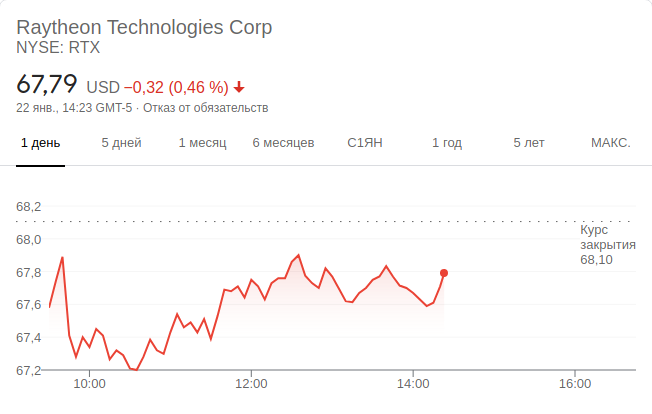 Raytheon Technologies Corp
NYSE: RTX
67,79 USD −0,32 (0,46 %)
22 янв., 14:23 GMT-5 · Отказ от обязательств
1 день 5 дней 1 месяц 6 месяцев С1ЯН 1 год 5 лет МАКС.
68,2
Курс
закрытия
68,10
68,0
67,8
67,6
67,4
67,2
10:00 12:00 14:00 16:00